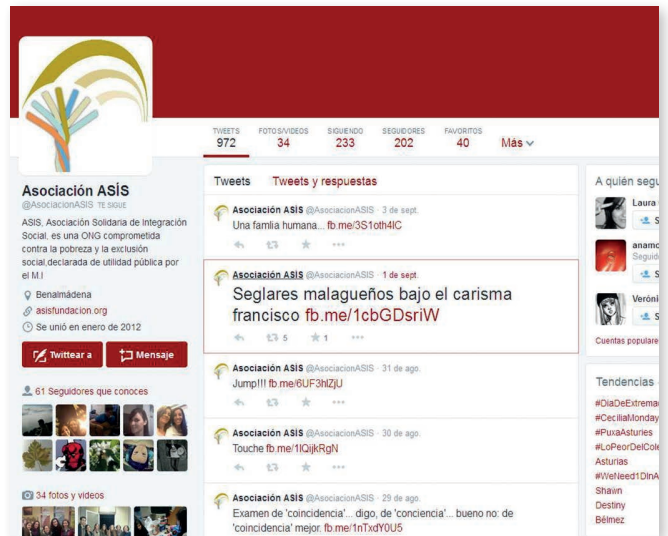 TWEETS FOTOS/VIDEOS SIGUIENDO SEGUIDORES FAVORITOS
972 34 233 202 40 Más
Asociación ASÍS
@AsociacionASIS TE SIGUE
ASIS, Asociación Solidaria de Integración
Social, es una ONG comprometida
contra la pobreza y la exclusión
social,declarada de utilidad pública por
el M.I
Benalmádena
asisfundacion.org
Se unió en enero de 2012
Twittear a Mensaje
61 Seguidores que conoces
34 fotos y videos
Tweets Tweets y respuestas
Asociación ASÍS @AsociacionASIS · 3 de sept.
Una famlia humana... fb.me/3S1oth4IC
Asociación ASÍS @AsociacionASIS · 1 de sept.
Seglares malagueños bajo el carisma
francisco fb.me/1cbGDsriW
5 1
Asociación ASÍS @AsociacionASIS · 31 de ago.
Jump!!! fb.me/6UF3hlZjU
Asociación ASÍS @AsociacionASIS · 30 de ago.
Touche fb.me/1lQijkRgN
Asociación ASÍS @AsociacionASIS · 29 de ago.
Examen de 'coincidencia'... digo, de 'conciencia'... bueno no: de
'coincidencia' mejor. fb.me/1nTxdY0U5
A quién segu
Laura
S
anamo
Seguido
S
Veróni
S
Cuentas populare
Tendencias
#DiaDeExtrema
#CeciliaMonday
#PuxaAsturies
#LoPeorDelCole
Asturias
#WeNeed1DInA
Shawn
Destiny
Bélmez